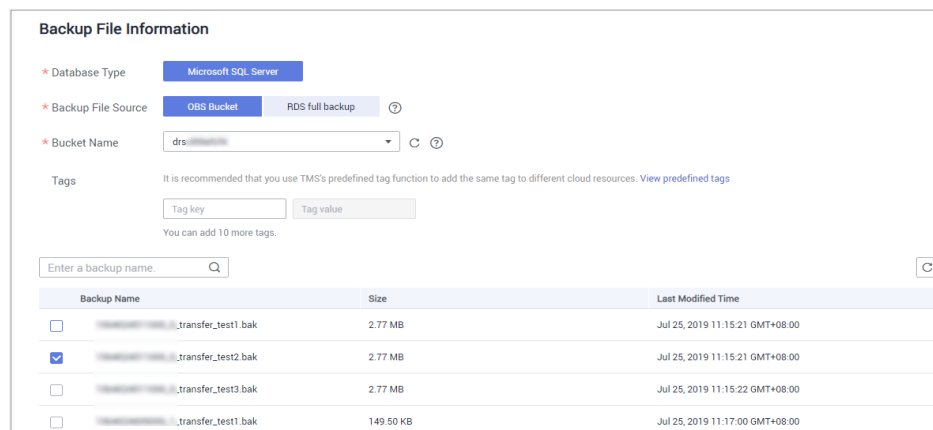 Backup File Information
* Database Type Microsoft SQL Server
* Backup File Source OBS Bucket RDS full backup ?
* Bucket Name drs ?
Tags It is recommended that you use TMS's predefined tag function to add the same tag to different cloud resources. View predefined tags
Tag key Tag value
You can add 10 more tags.
Enter a backup name.
Backup Name Size Last Modified Time
_transfer_test1.bak 2.77 MB Jul 25, 2019 11:15:21 GMT+08:00
_transfer_test2.bak 2.77 MB Jul 25, 2019 11:15:21 GMT+08:00
_transfer_test3.bak 2.77 MB Jul 25, 2019 11:15:22 GMT+08:00
_transfer_test1.bak 149.50 KB Jul 25, 2019 11:17:00 GMT+08:00